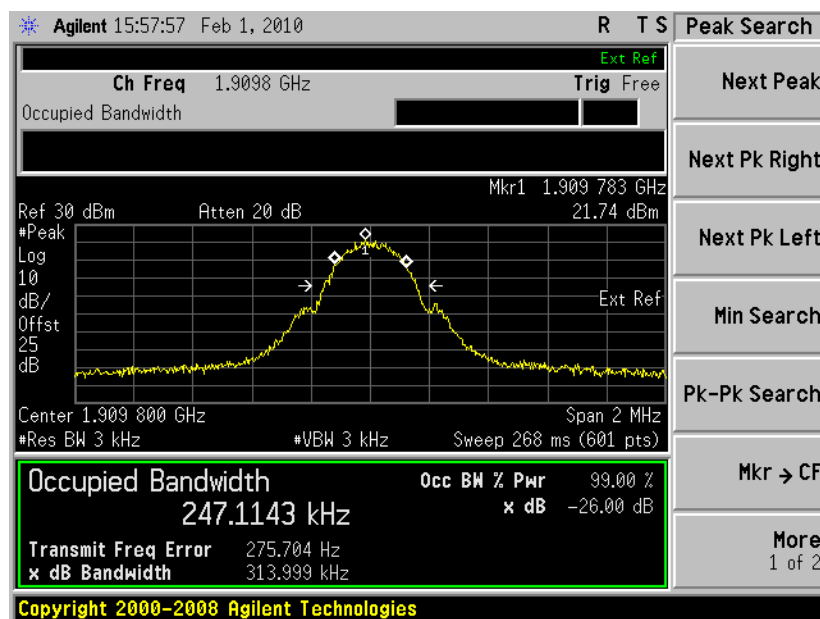 Agilent 15:57:57 Feb 1, 2010 R T S
Peak Search
Ext Ref
Ch Freq 1.9098 GHz Trig Free
Occupied Bandwidth
Next Peak
Next Pk Right
Mkr1 1.909 783 GHz
Ref 30 dBm Atten 20 dB 21.74 dBm
#Peak
Log
10
dB/
Offst
25
dB
1
Ext Ref
Next Pk Left
Min Search
Pk-Pk Search
Center 1.909 800 GHz Span 2 MHz
#Res BW 3 kHz #VBW 3 kHz Sweep 268 ms (601 pts)
Occupied Bandwidth Occ BW % Pwr 99.00 %
247.1143 kHz x dB -26.00 dB
Transmit Freq Error 275.704 Hz
x dB Bandwidth 313.999 kHz
Mkr → CF
More
1 of 2
Copyright 2000-2008 Agilent Technologies